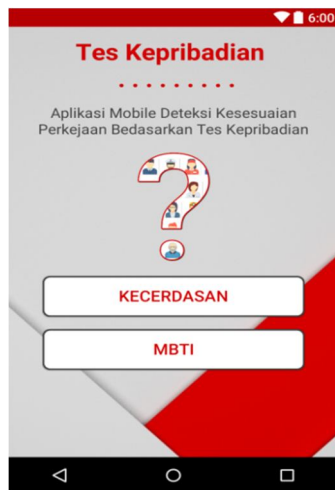 6:00
Tes Kepribadian
Aplikasi Mobile Deteksi Kesesuaian
Perkejaan Bedasarkan Tes Kepribadian
KECERDASAN
MBTI